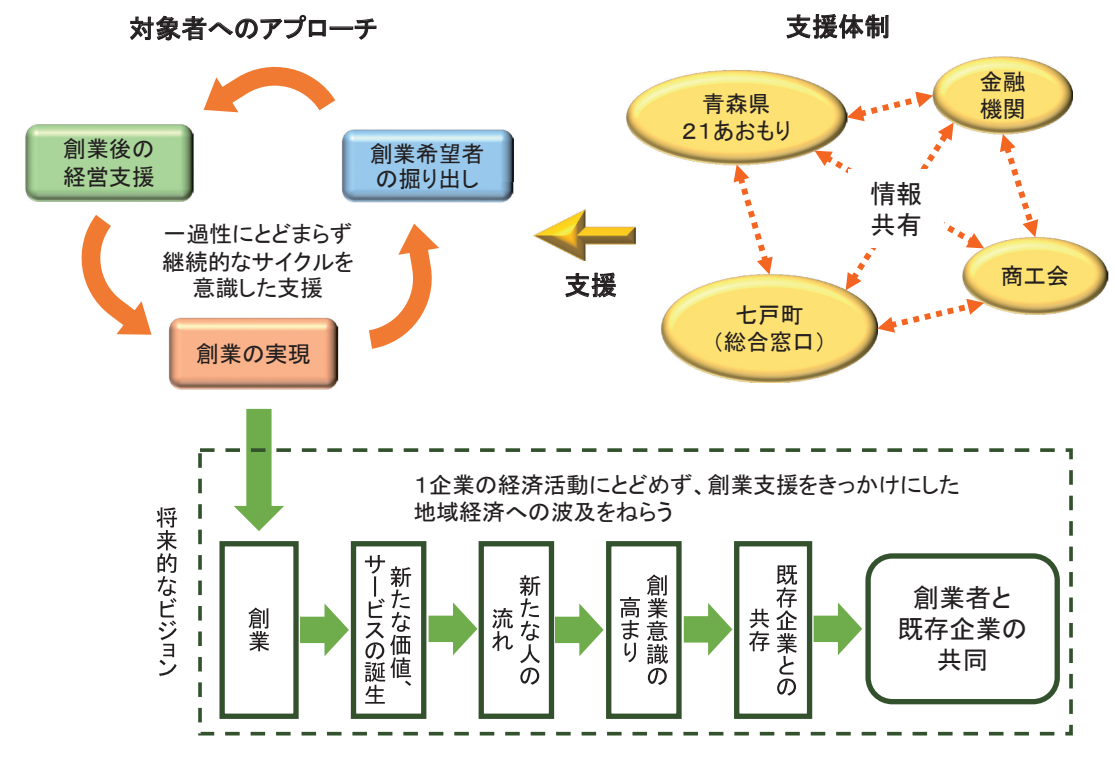 対象者へのアプローチ
創業後の
経営支援
創業希望者
の掘り出し
一過性にとどまらず
継続的なサイクルを
意識した支援
創業の実現
支援
支援体制
青森県
21あおもり
金融
機関
情報
共有
商工会
七戸町
(総合窓口)
将来的なビジョン
1企業の経済活動にとどめず、創業支援をきっかけにした
地域経済への波及をねらう
創業
新たな価値、
サービスの誕生
新たな人の
流れ
創業意識の
高まり
既存企業との
共存
創業者と
既存企業の
共同